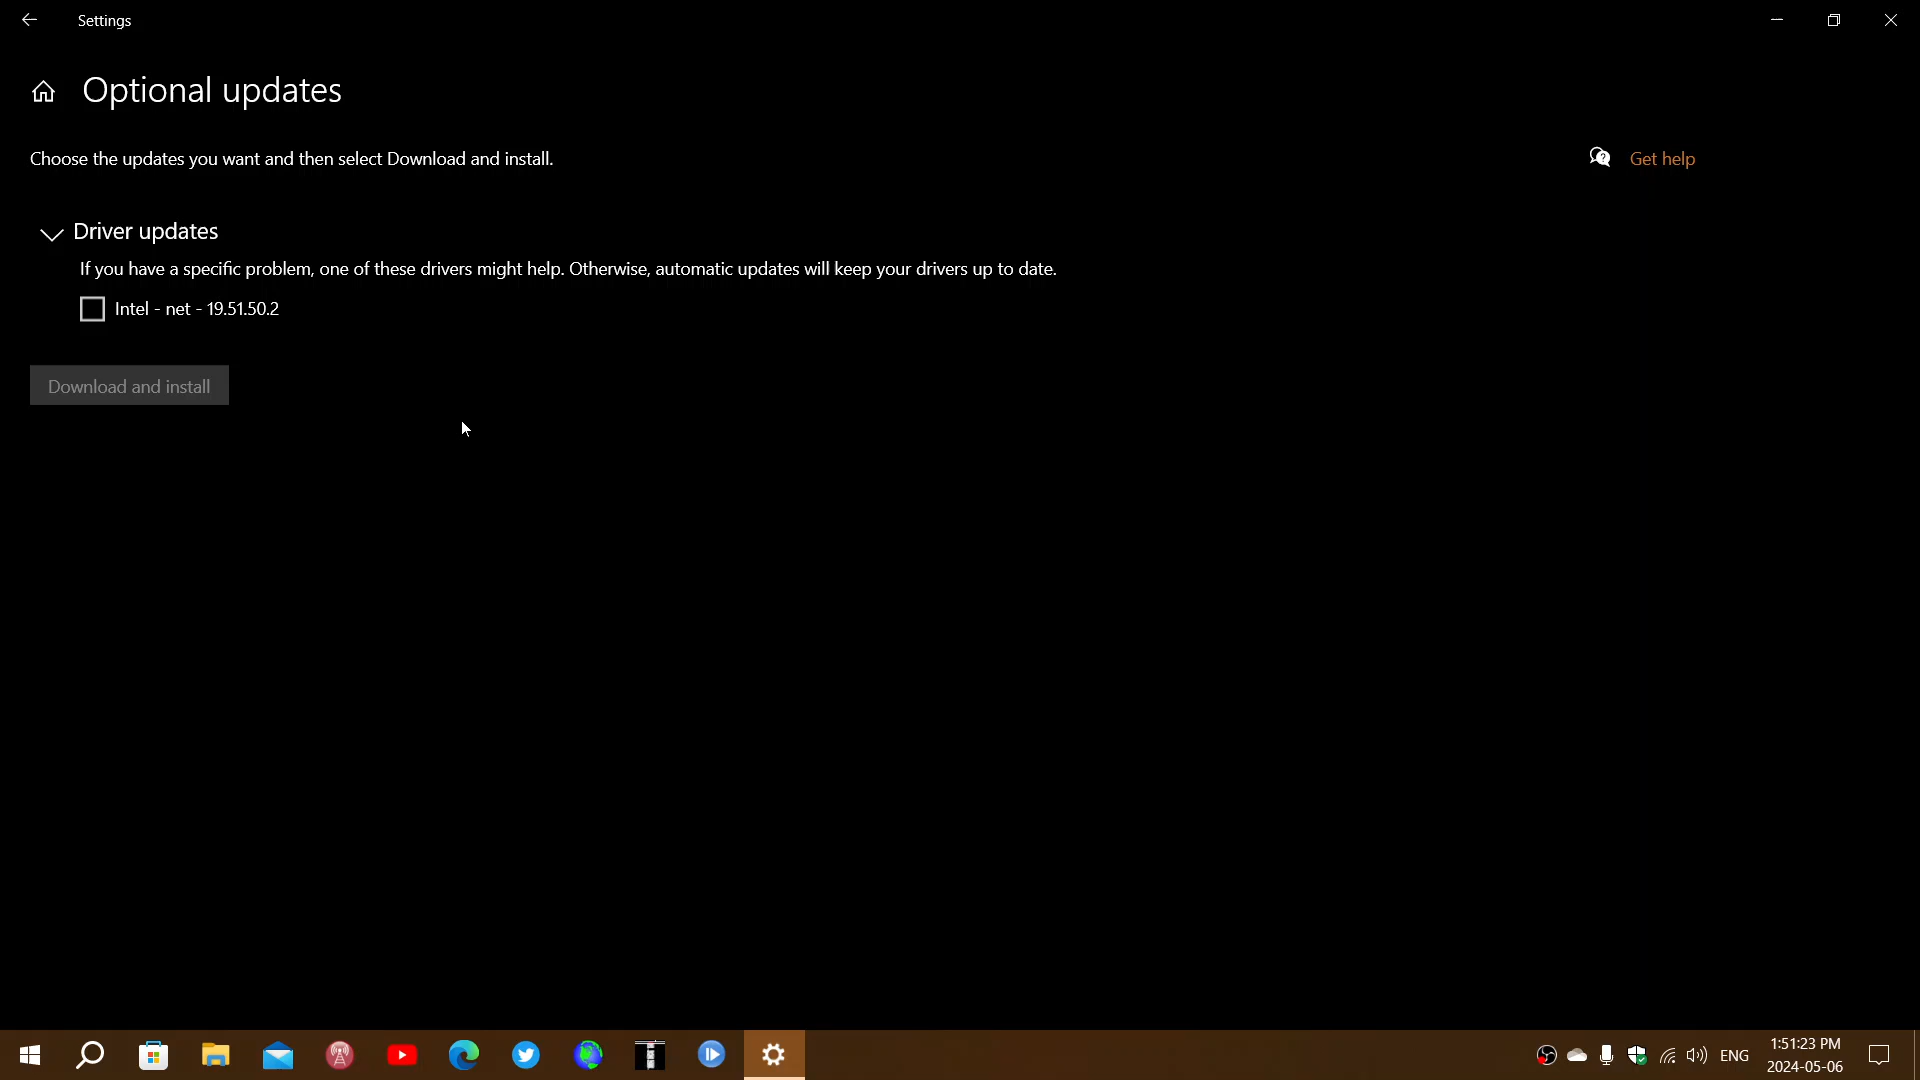 Settings
Optional updates
Choose the updates you want and then select Download and install.
Get help
Driver updates
If you have a specific problem, one of these drivers might help. Otherwise, automatic updates will keep your drivers up to date.
Intel - net - 19.51.50.2
Download and install
ENG
1:51:23 PM
2024-05-06